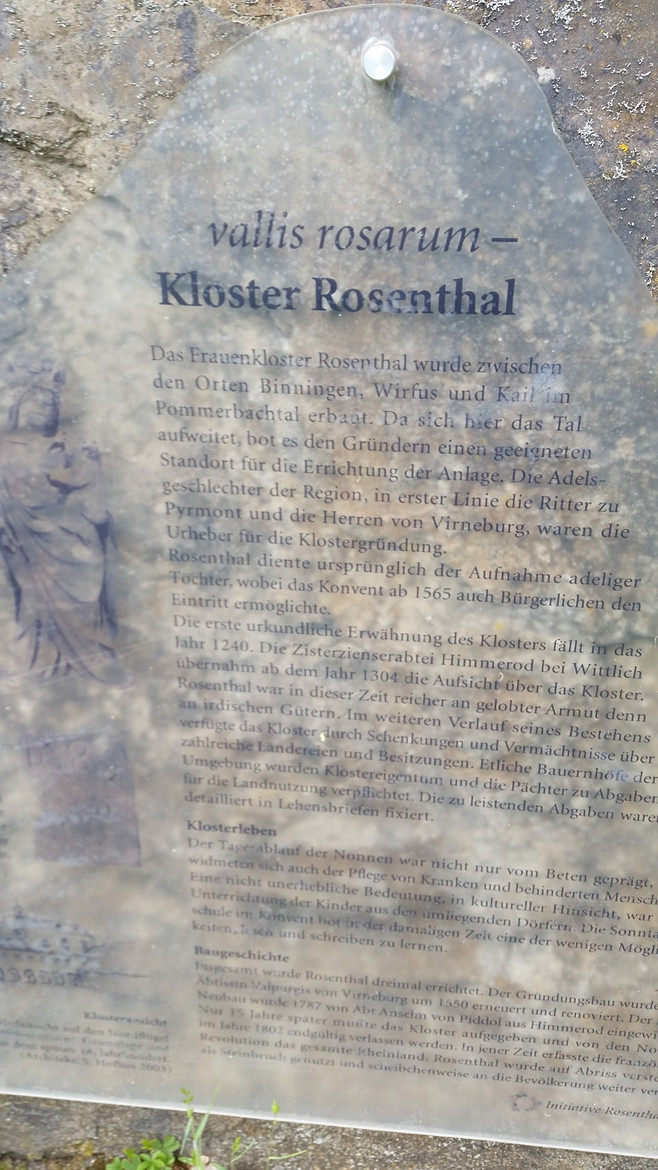 vallis rosarum –
Kloster Rosenthal
Das Frauenkloster Rosenthal wurde zwischen
den Orten Binningen, Wirfus und Kail im
Pommerbachtal erbaut. Da sich hier das Tal
aufweitet, bot es den Gründern einen geeigneten
Standort für die Errichtung der Anlage. Die Adels-
geschlechter der Region, in erster Linie die Ritter zu
Pyrmont und die Herren von Virneburg, waren die
Urheber für die Klostergründung.
Rosenthal diente ursprünglich der Aufnahme adeliger
Töchter, wobei das Konvent ab 1565 auch Bürgerlichen den
Eintritt ermöglichte.
Die erste urkundliche Erwähnung des Klosters fällt in das
Jahr 1240. Die Zisterzienserabtei Himmerod bei Wittlich
übernahm ab dem Jahr 1304 die Aufsicht über das Kloster.
Rosenthal war in dieser Zeit reicher an gelobter Armut denn
an irdischen Gütern. Im weiteren Verlauf seines Bestehens
verfügte das Kloster durch Schenkungen und Vermächtnisse über
zahlreiche Ländereien und Besitzungen. Etliche Bauernhöfe der
Umgebung wurden Klostereigentum und die Pächter zu Abgaben
für die Landnutzung verpflichtet. Die zu leistenden Abgaben waren
detailliert in Lehensbriefen fixiert.
Klosterleben
Der Tagesablauf der Nonnen war nicht nur vom Beten geprägt,
widmeten sich auch der Pflege von Kranken und behinderten Mensch
Eine nicht unerhebliche Bedeutung, in kultureller Hinsicht, war
Unterrichtung der Kinder aus den umliegenden Dörfern. Die Sonnta
schule im Konvent bot in der damaligen Zeit eine der wenigen Mögl
keiten, lesen und schreiben zu lernen.
Baugeschichte
Insgesamt wurde Rosenthal dreimal errichtet. Der Gründungsbau wurde
Äbtissin Valpurgis von Virneburg um 1550 erneuert und renoviert. Der
Neubau wurde 1787 von Abt Anselm von Piddol aus Himmerod eingewi
Nur 15 Jahre später mußte das Kloster aufgegeben und von den No
im Jahre 1802 endgültig verlassen werden. In jener Zeit erfasste die französ
Revolution das gesamte Rheinland. Rosenthal wurde auf Abriss verste
als Steinbruch genutzt und scheibchenweise an die Bevölkerung weiter ver
Initiative Rosentha
Klosteransicht
auf den Nordflügel